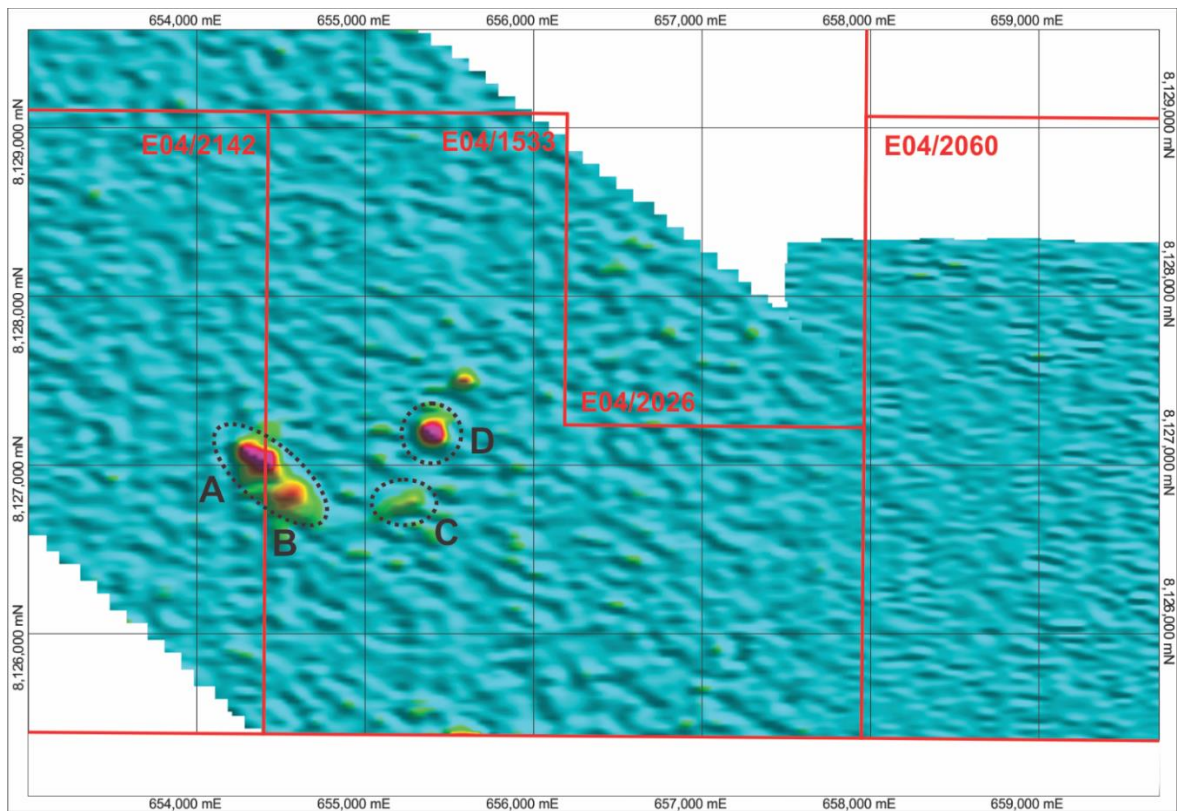 654,000 mE 655,000 mE 656,000 mE 657,000 mE 658,000 mE 659,000 mE
8,129,000 mN
8,129,000 mN
E04/2142
E04/1533
E04/2060
8,128,000 mN
8,128,000 mN
E04/2026
8,127,000 mN
8,127,000 mN
A
B
C
D
8,126,000 mN
8,126,000 mN
654,000 mE 655,000 mE 656,000 mE 657,000 mE 658,000 mE 659,000 mE